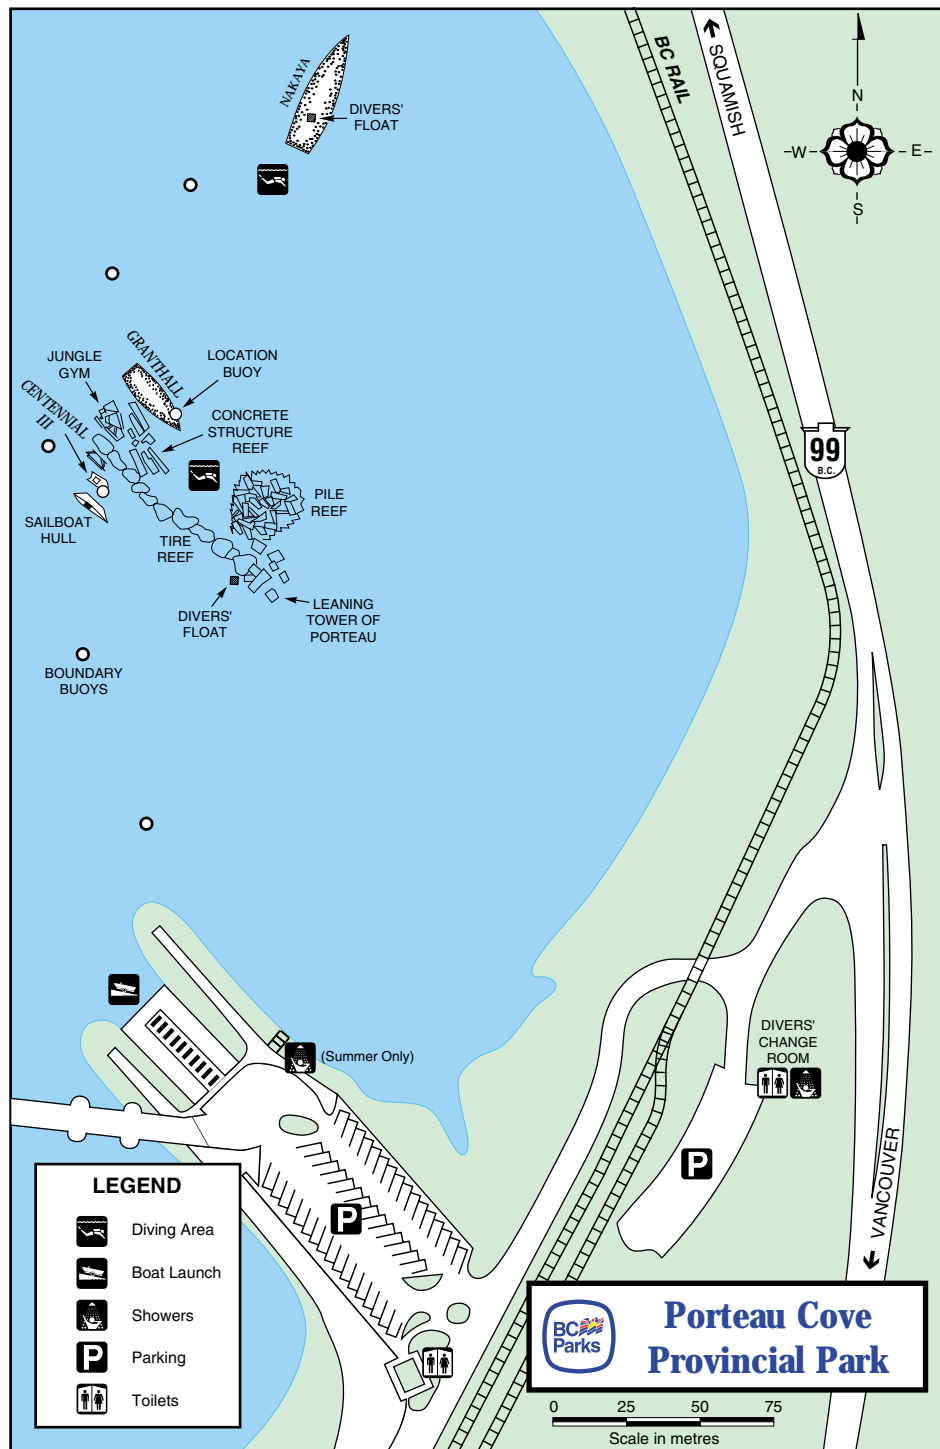 NAKAYA
DIVERS'
FLOAT
BC RAIL
SQUAMISH
N
W
E
S
JUNGLE
GYM
GRANTHALL
LOCATION
BUOY
CENTENNIAL
III
CONCRETE
STRUCTURE
REEF
99
B.C.
SAILBOAT
HULL
TIRE
REEF
PILE
REEF
DIVERS'
FLOAT
LEANING
TOWER OF
PORTEAU
BOUNDARY
BUOYS
(Summer Only)
DIVERS'
CHANGE
ROOM
P
P
VANCOUVER
LEGEND
Diving Area
Boat Launch
Showers
P Parking
Toilets
BC
Parks
Porteau Cove
Provincial Park
0 25 50 75
Scale in metres